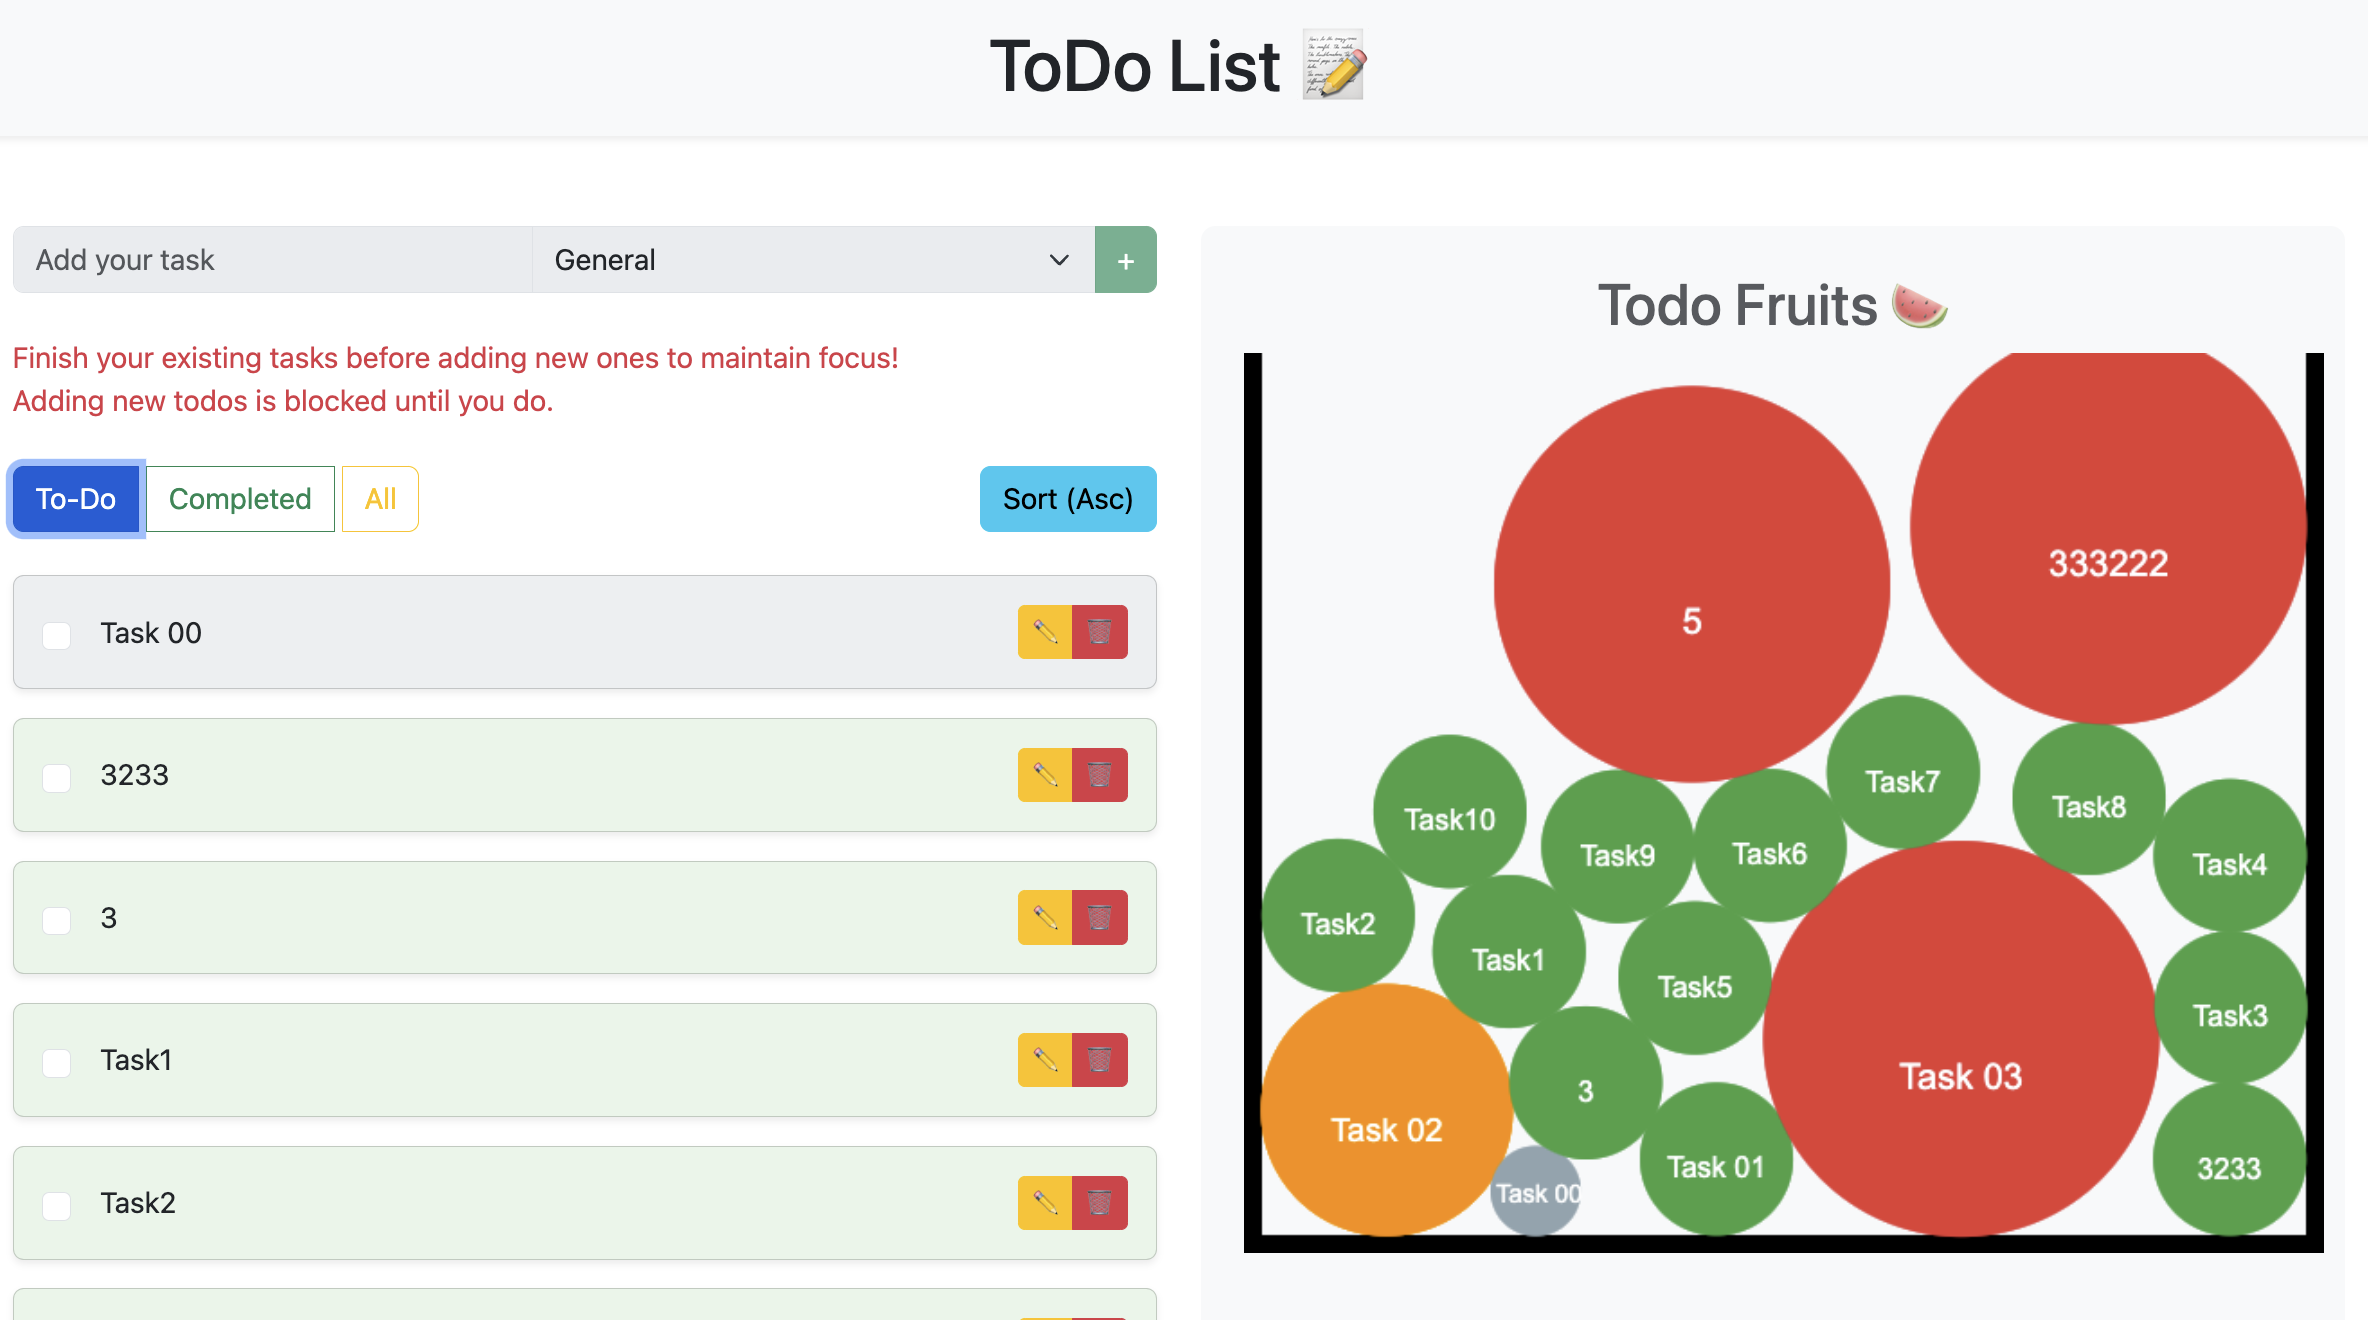 ToDo List
Add your task
General
+
Finish your existing tasks before adding new ones to maintain focus!
Adding new todos is blocked until you do.
To-Do
Completed
All
Sort (Asc)
Task 00
3233
3
Task1
Task2
Todo Fruits
333222
5
Task7
Task8
Task10
Task9
Task6
Task4
Task2
Task1
Task5
Task3
Task 03
3
Task 02
Task 01
3233
Task 00